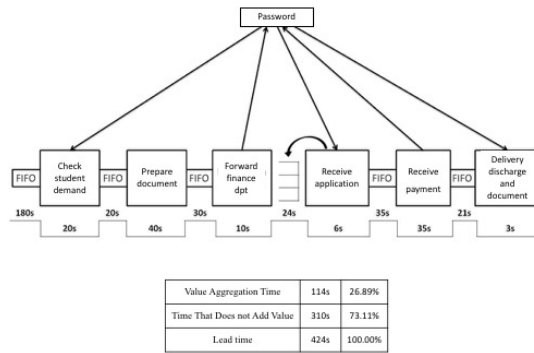 Password
FIFO
Check
student
demand
FIFO
Prepare
document
FIFO
Forward
finance
dpt
Receive
application
FIFO
Receive
payment
FIFO
Delivery
discharge
and
document
180s
20s
20s
40s
30s
10s
24s
6s
35s
35s
21s
3s
Value Aggregation Time 114s 26.89%
Time That Does not Add Value 310s 73.11%
Lead time 424s 100.00%